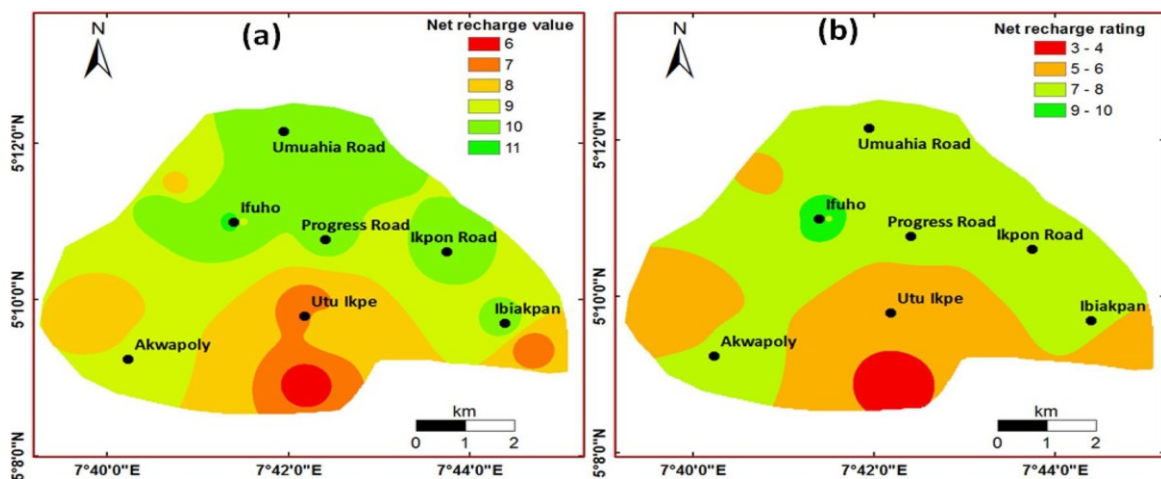 (a)
N
Net recharge value
6
7
8
9
10
11
Umuahia Road
Ifuho
Progress Road
Ikpon Road
Utu Ikpe
Ibiakpan
Akwapoly
km
0 1 2
5°12'0"N
5°10'0"N
5°8'0"N
7°40'0"E 7°42'0"E 7°44'0"E
(b)
N
Net recharge rating
3 - 4
5 - 6
7 - 8
9 - 10
Umuahia Road
Ifuho
Progress Road
Ikpon Road
Utu Ikpe
Ibiakpan
Akwapoly
km
0 1 2
5°12'0"N
5°10'0"N
5°8'0"N
7°40'0"E 7°42'0"E 7°44'0"E